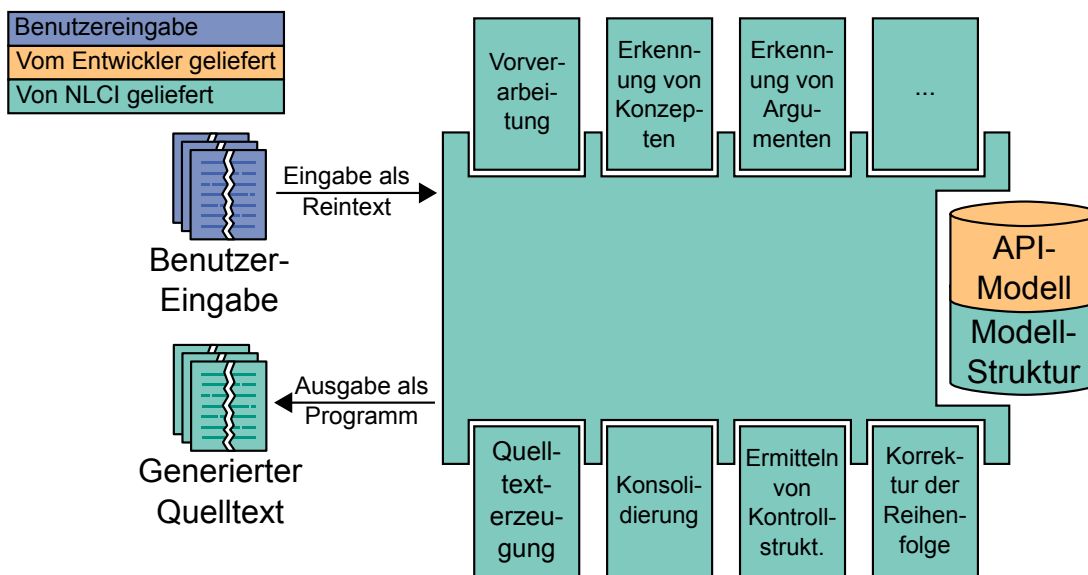 Benutzereingabe
Vom Entwickler geliefert
Von NLCI geliefert
Vorver-
arbei-
tung
Erkenn-
ung von
Konzep-
ten
Erkenn-
ung von
Argu-
menten
...
Eingabe als
Reintext
Benutzer-
Eingabe
API-
Modell
Modell-
Struktur
Ausgabe als
Programm
Generierter
Quelltext
Quell-
text-
erzeu-
gung
Konsoli-
dierung
Ermitteln
von
Kontroll-
strukt.
Korrek-
tur der
Reihen-
folge